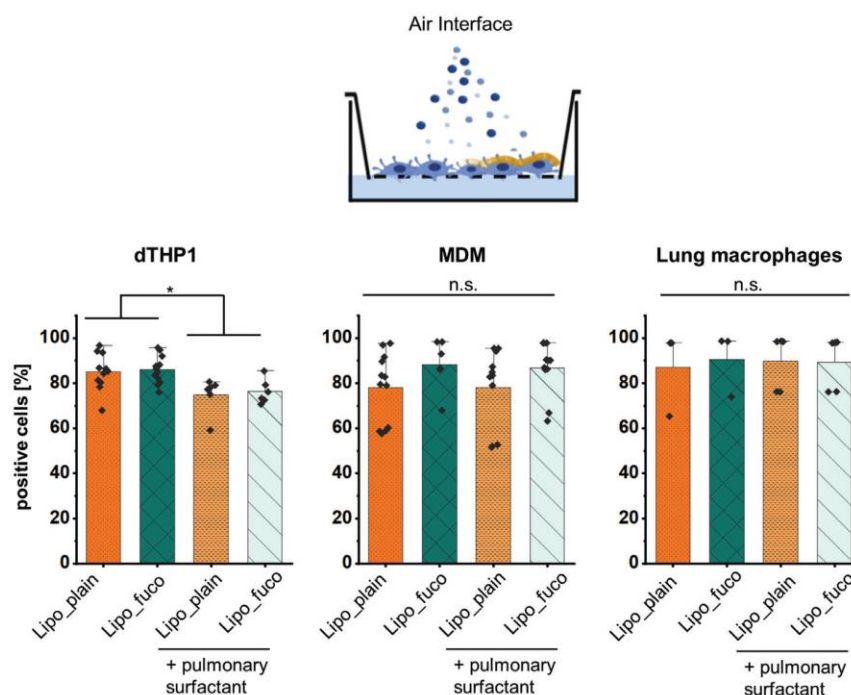 Air Interface
dTHP1
*
positive cells [%]
100
80
60
40
20
0
Lipo_plain
Lipo_fuco
Lipo_plain
Lipo_fuco
+ pulmonary
surfactant
MDM
n.s.
100
80
60
40
20
0
Lipo_plain
Lipo_fuco
Lipo_plain
Lipo_fuco
+ pulmonary
surfactant
Lung macrophages
n.s.
100
80
60
40
20
0
Lipo_plain
Lipo_fuco
Lipo_plain
Lipo_fuco
+ pulmonary
surfactant